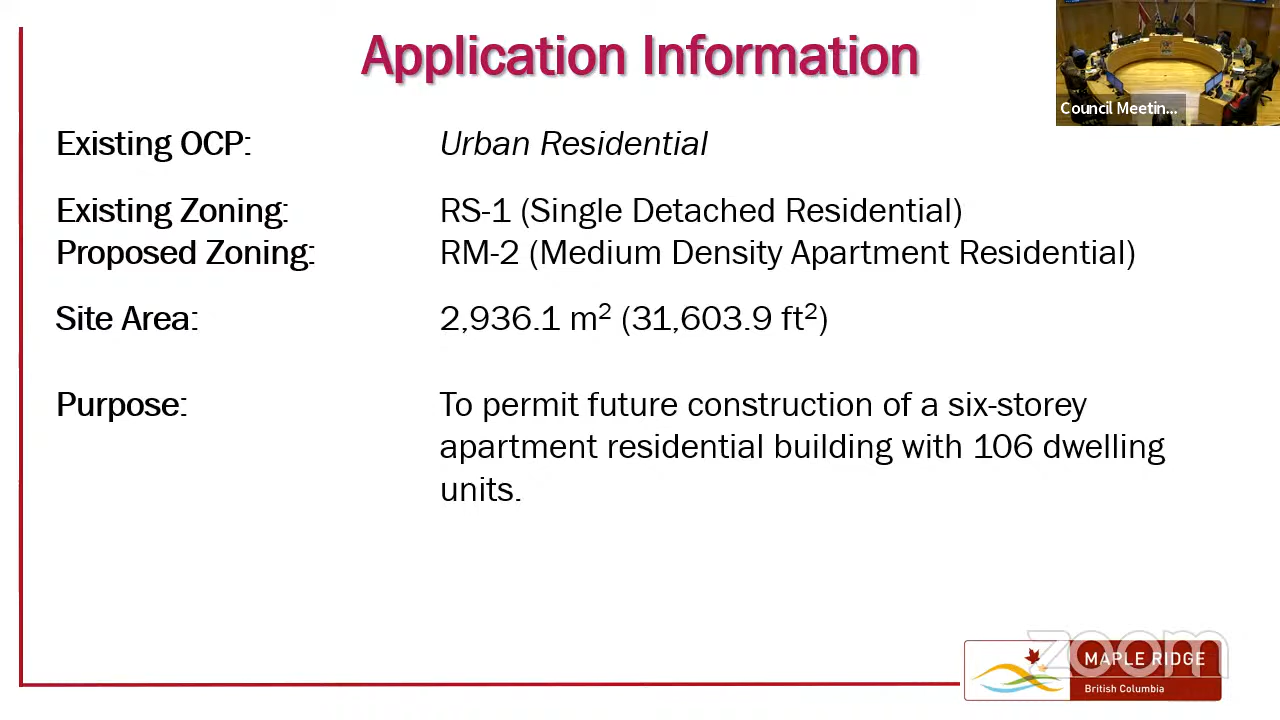 Application Information
Council Meetin...
Existing OCP: Urban Residential
Existing Zoning: RS-1 (Single Detached Residential)
Proposed Zoning: RM-2 (Medium Density Apartment Residential)
Site Area: 2,936.1 m² (31,603.9 ft²)
Purpose: To permit future construction of a six-storey
apartment residential building with 106 dwelling
units.
zoom
MAPLE RIDGE
British Columbia